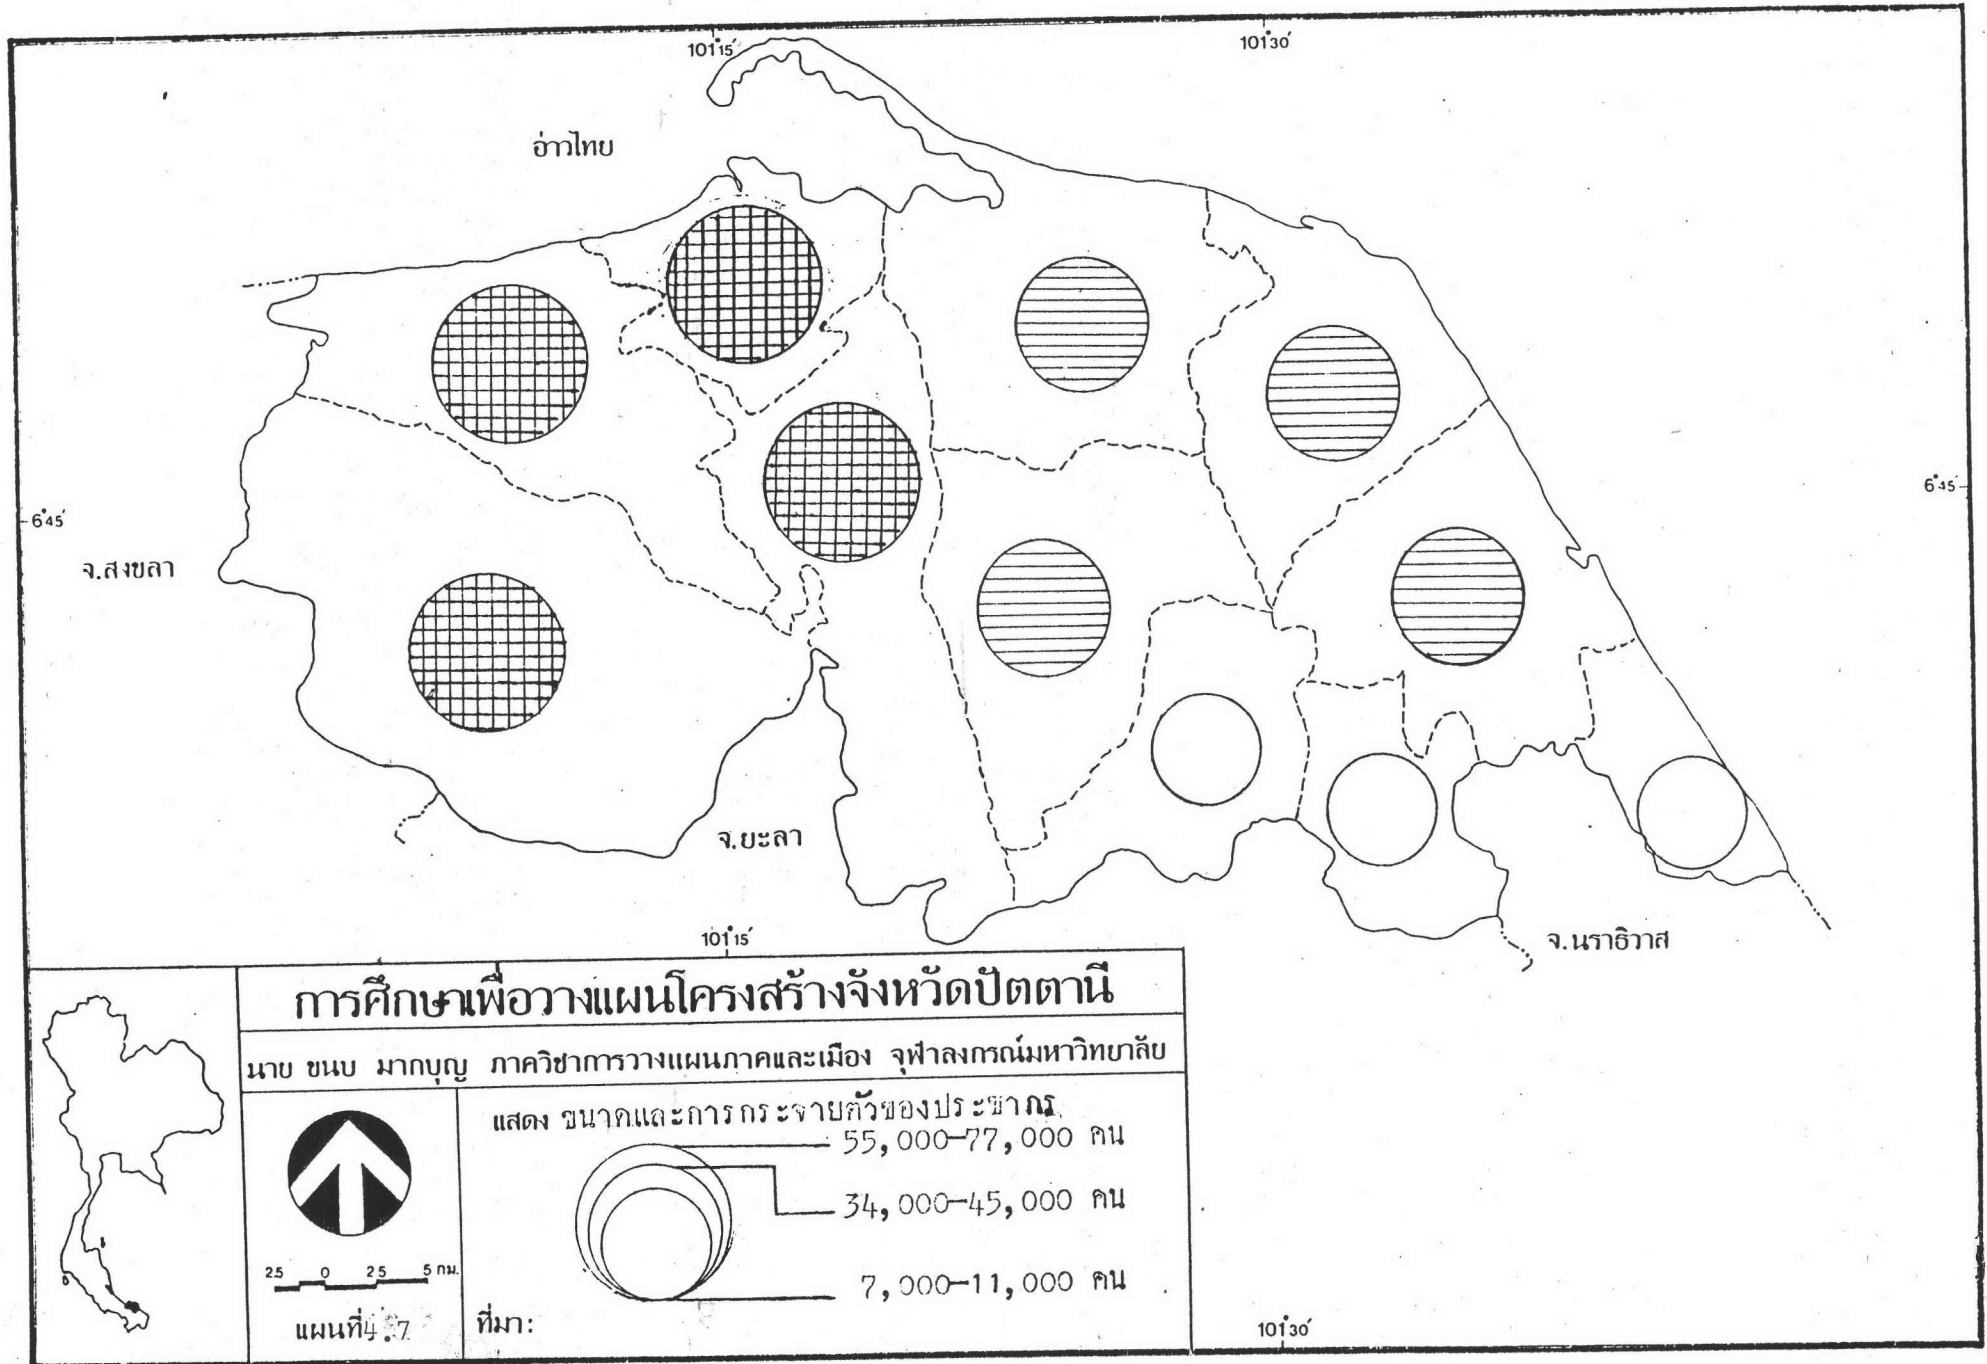 101°15′
101°30′
อ่าวไทย
6°45′
6°45′
จ.สงขลา
จ.ยะลา
จ.นราธิวาส
101°15′
การศึกษาเพื่อวางแผนโครงสร้างจังหวัดปัตตานี
นาย ขนบ มากบุญ ภาควิชาการวางแผนภาคและเมือง จุฬาลงกรณ์มหาวิทยาลัย
แสดง ขนาดและการกระจายตัวของประชากร
55,000-77,000 คน
34,000-45,000 คน
7,000-11,000 คน
2.5 0 2.5 5 กม.
แผนที่ 4.7
ที่มา:
101°30′